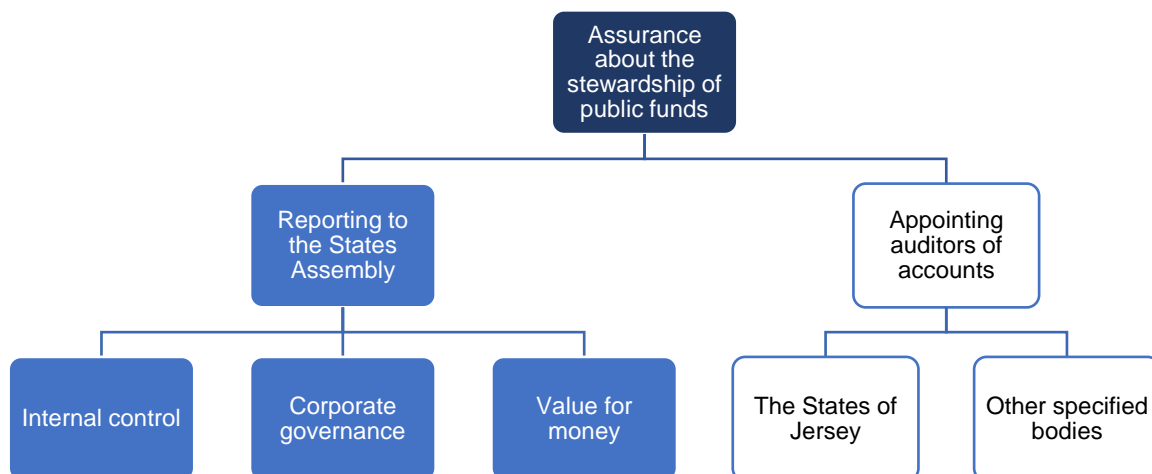 Assurance
about the
stewardship of
public funds
Reporting to
the States
Assembly
Appointing
auditors of
accounts
Internal control
Corporate
governance
Value for
money
The States of
Jersey
Other specified
bodies